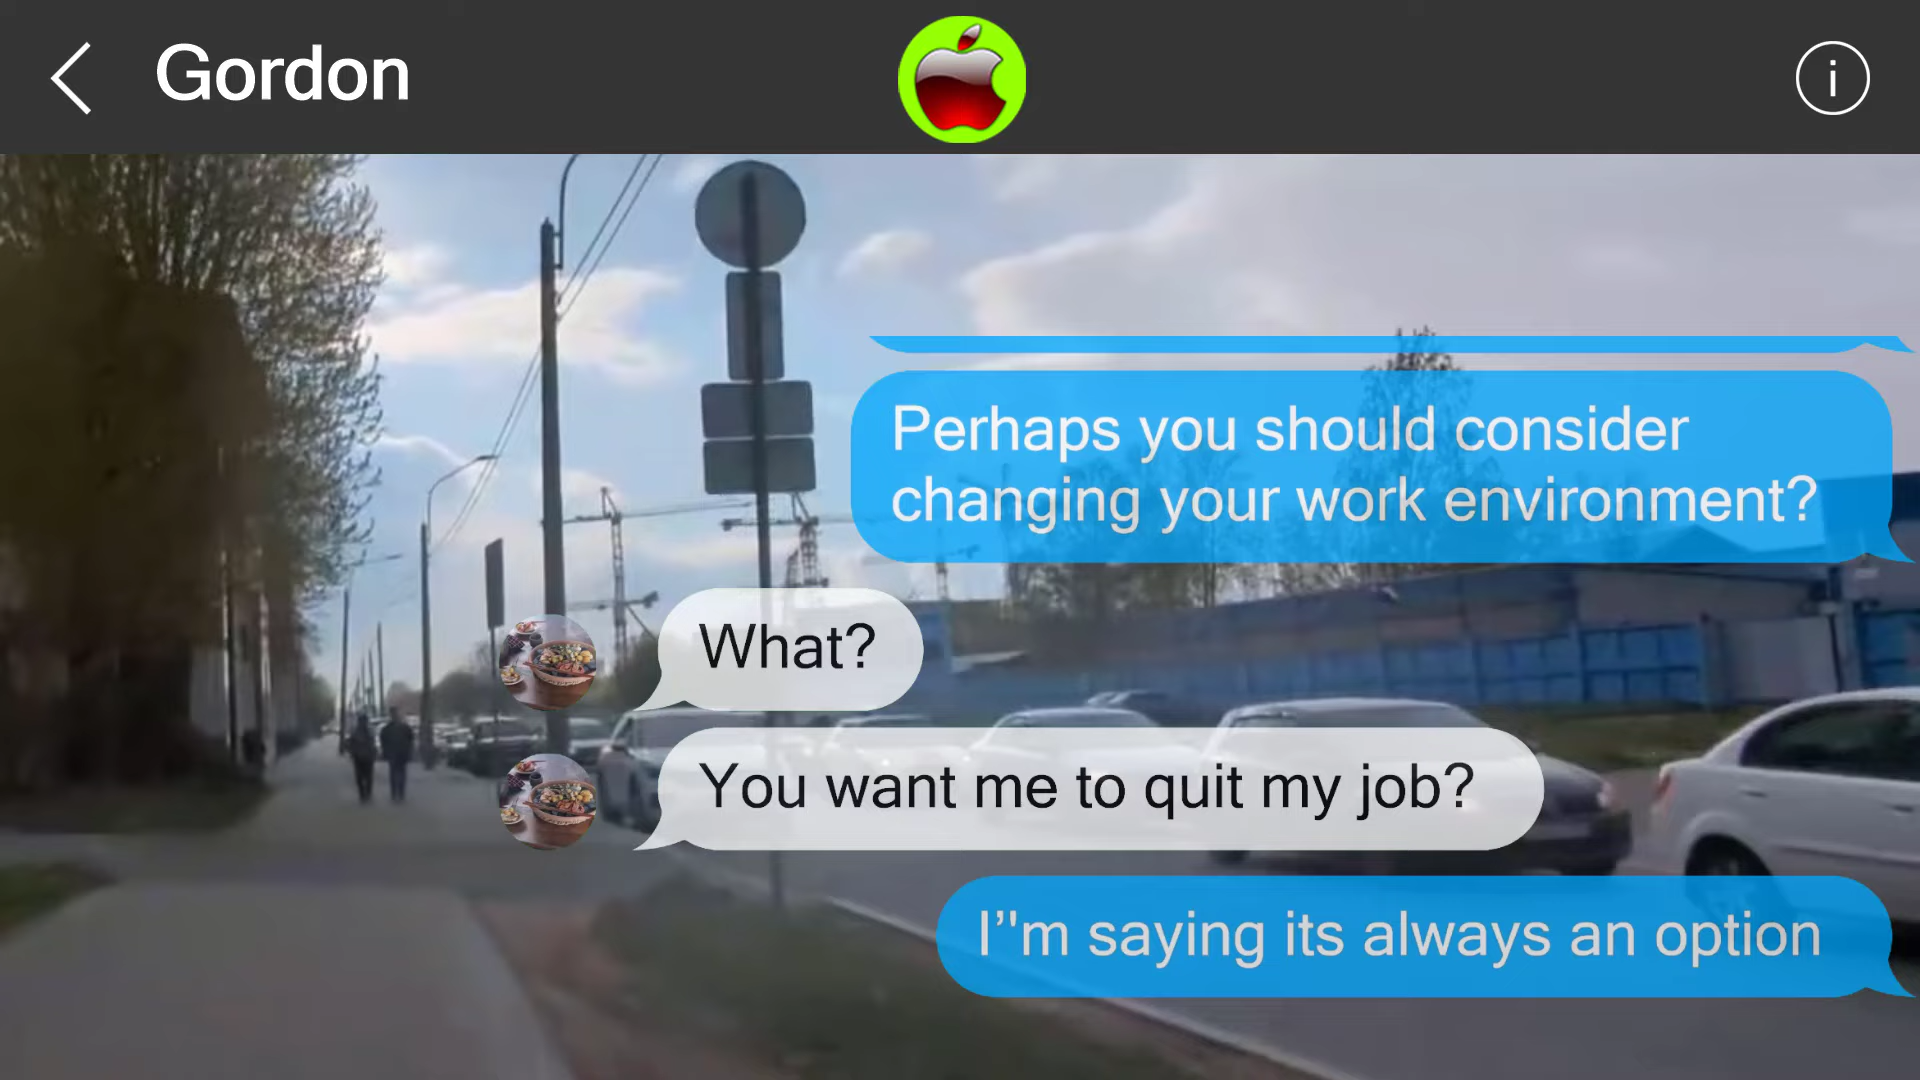 Gordon
i
Perhaps you should consider
changing your work environment?
What?
You want me to quit my job?
I''m saying its always an option